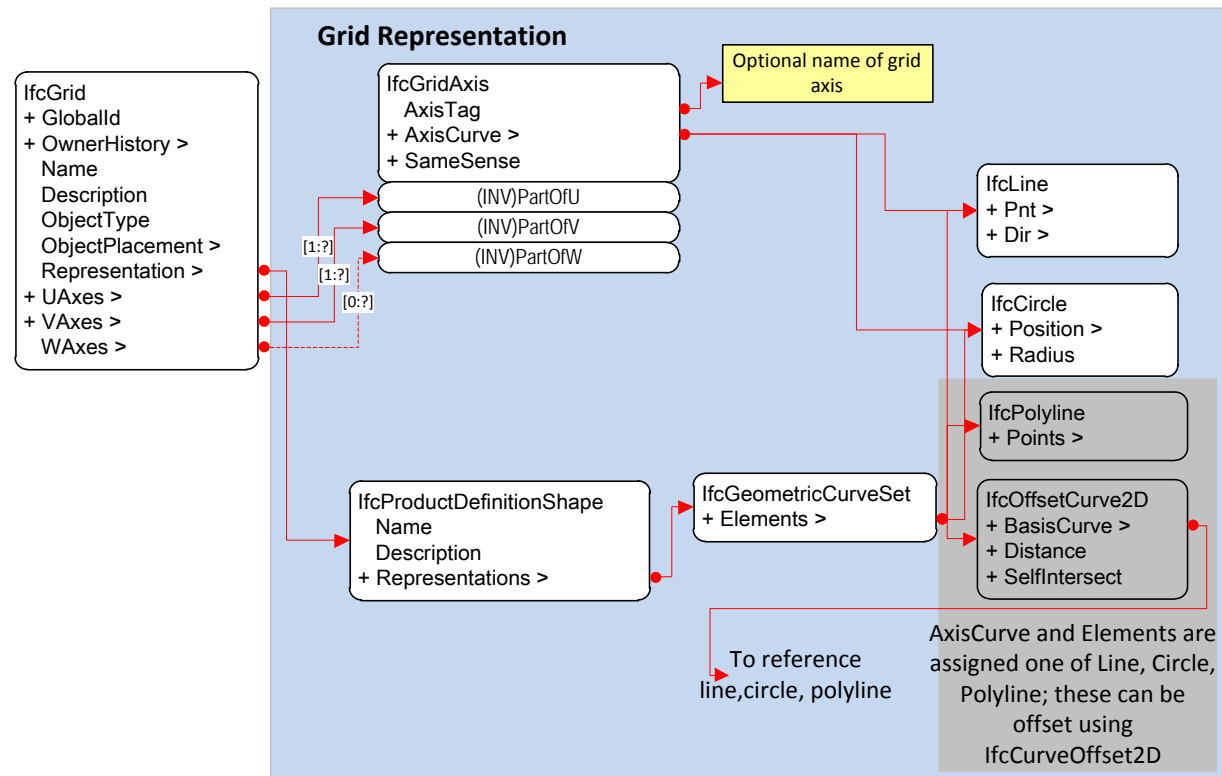 Grid Representation
IfcGrid
+ GlobalId
+ OwnerHistory >
Name
Description
ObjectType
ObjectPlacement >
Representation >
+ UAxes >
+ VAxes >
WAxes >
IfcGridAxis
AxisTag
+ AxisCurve >
+ SameSense
(INV)PartOfU
(INV)PartOfV
(INV)PartOfW
[1:?]
[1:?]
[0:?]
Optional name of grid
axis
IfcLine
+ Pnt >
+ Dir >
IfcCircle
+ Position >
+ Radius
IfcPolyline
+ Points >
IfcOffsetCurve2D
+ BasisCurve >
+ Distance
+ SelfIntersect
IfcProductDefinitionShape
Name
Description
+ Representations >
IfcGeometricCurveSet
+ Elements >
To reference
line,circle, polyline
AxisCurve and Elements are
assigned one of Line, Circle,
Polyline; these can be
offset using
IfcCurveOffset2D